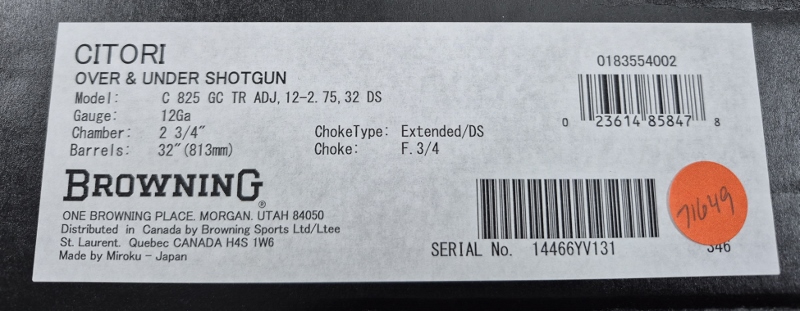 CITORI
OVER & UNDER SHOTGUN
Model: C 825 GC TR ADJ,12-2.75,32 DS
Gauge: 12Ga
Chamber: 2 3/4" ChokeType: Extended/DS
Barrels: 32"(813mm) Choke: F.3/4
BROWNING®
ONE BROWNING PLACE. MORGAN. UTAH 84050
Distributed in Canada by Browning Sports Ltd/Ltee
St. Laurent. Quebec CANADA H4S 1W6
Made by Miroku - Japan
0183554002
0 23614 85847 8
71649
SERIAL No. 14466YV131
346